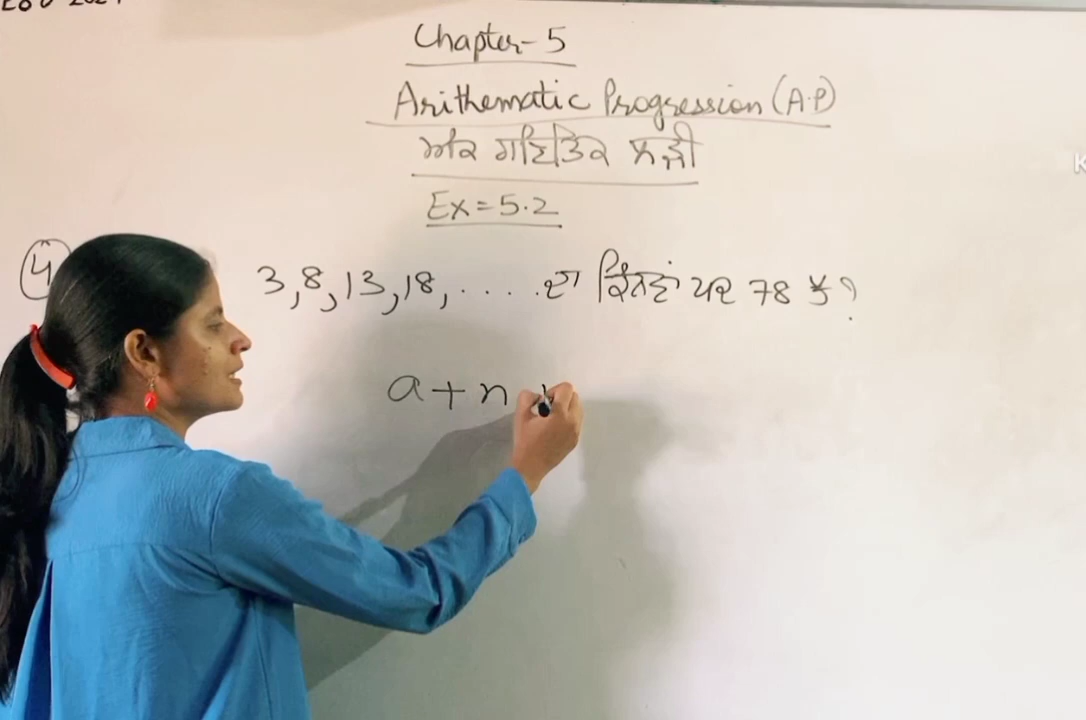 Chapter-5
Arithematic Progression (A.P)
ਅੰਕ ਗਣਿਤਿਕ ਲੜੀ
Ex = 5.2
4 3, 8, 13, 18, .... ਦਾ ਕਿੰਨਵਾਂ ਪਦ 78 ਹੈ?
a + n